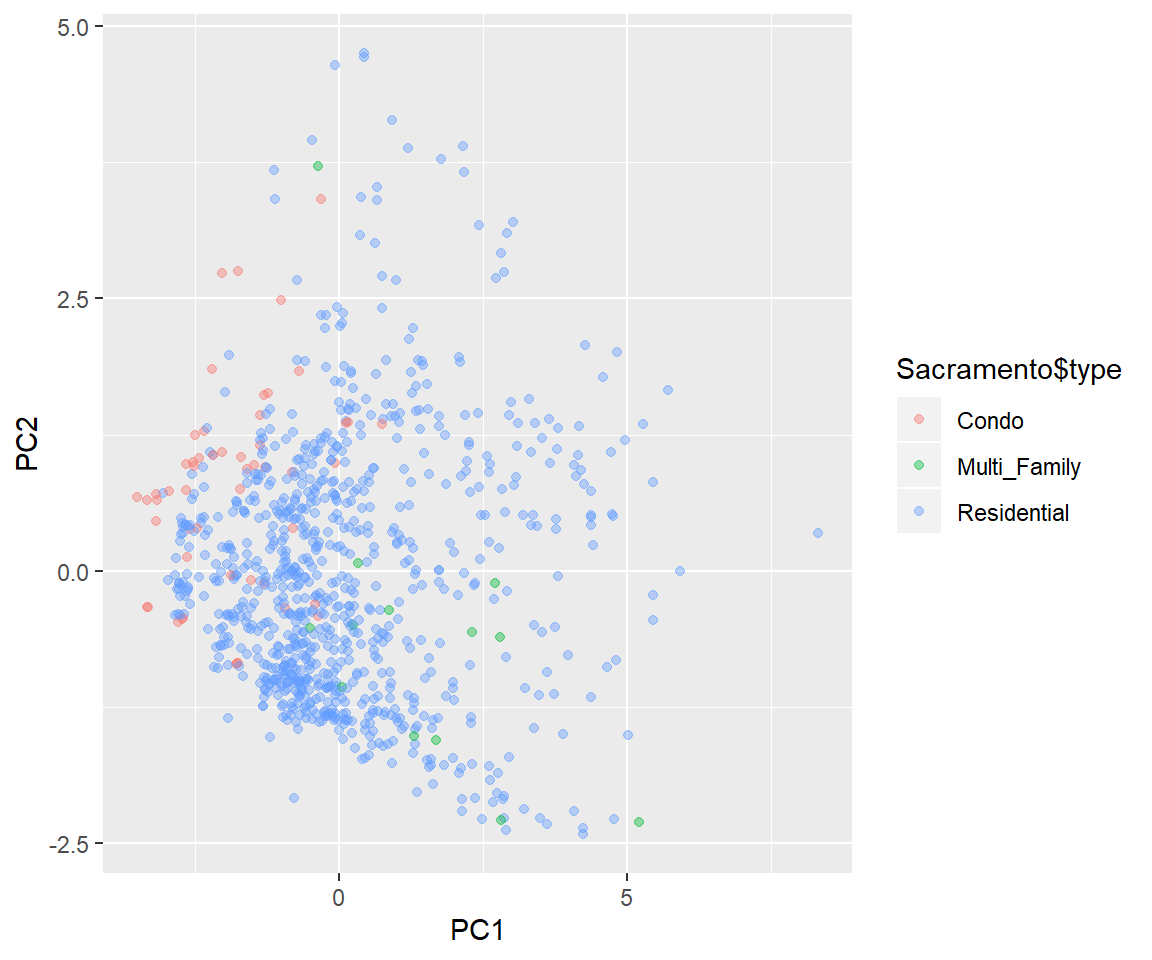 5.0
2.5
0.0
-2.5
0
5
PC1
PC2
Sacramento$type
Condo
Multi_Family
Residential